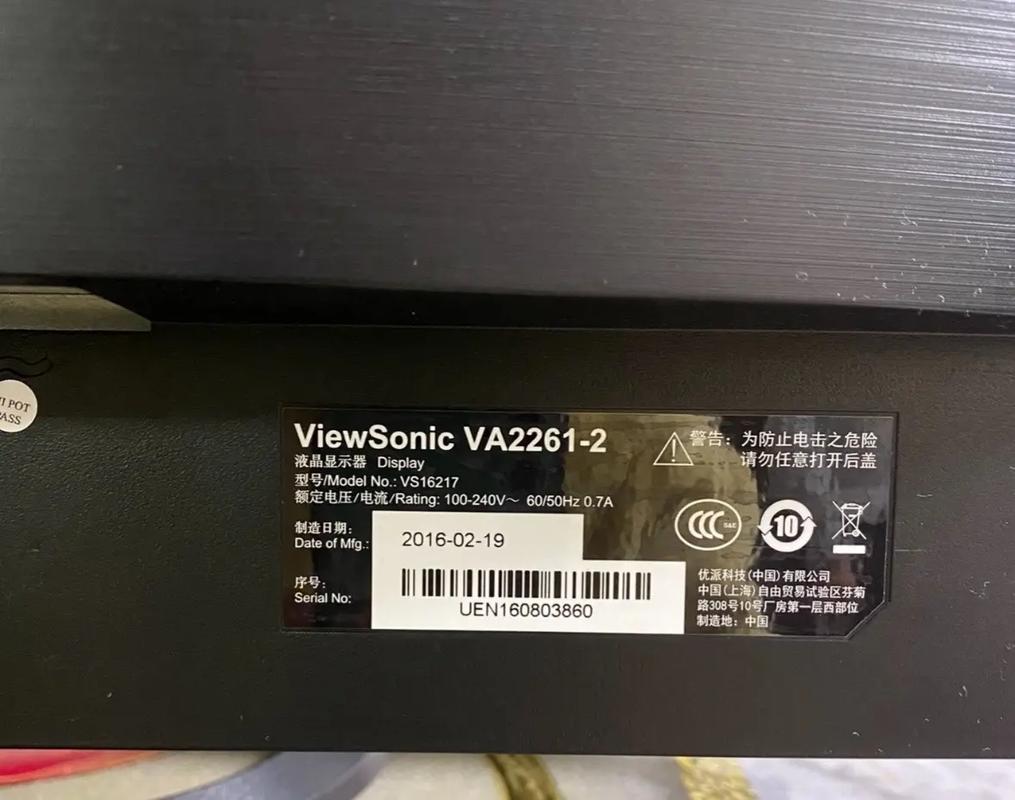 ViewSonic VA2261-2
液晶显示器 Display
型号/Model No.: VS16217
额定电压/电流/Rating: 100-240V～ 60/50Hz 0.7A
制造日期：
Date of Mfg.: 2016-02-19
序号：
Serial No:
UEN160803860
警告：为防止电击之危险
请勿任意打开后盖
CCC S&E
10
优派科技(中国)有限公司
中国(上海)自由贸易试验区芬菊
路308号10号厂房第一层西部位
制造地：中国
POT